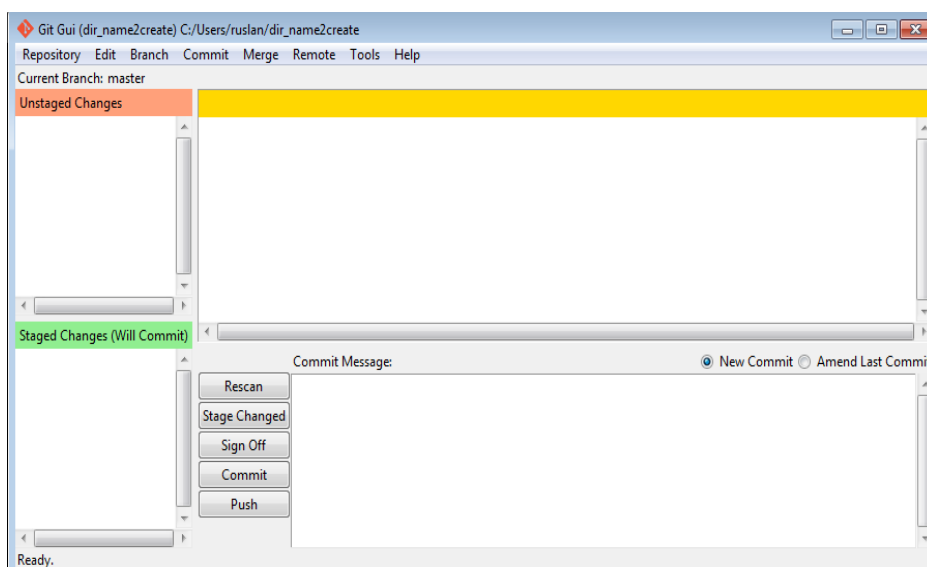 Git Gui (dir_name2create) C:/Users/ruslan/dir_name2create
Repository Edit Branch Commit Merge Remote Tools Help
Current Branch: master
Unstaged Changes
Staged Changes (Will Commit)
Commit Message:
New Commit Amend Last Commi
Rescan
Stage Changed
Sign Off
Commit
Push
Ready.